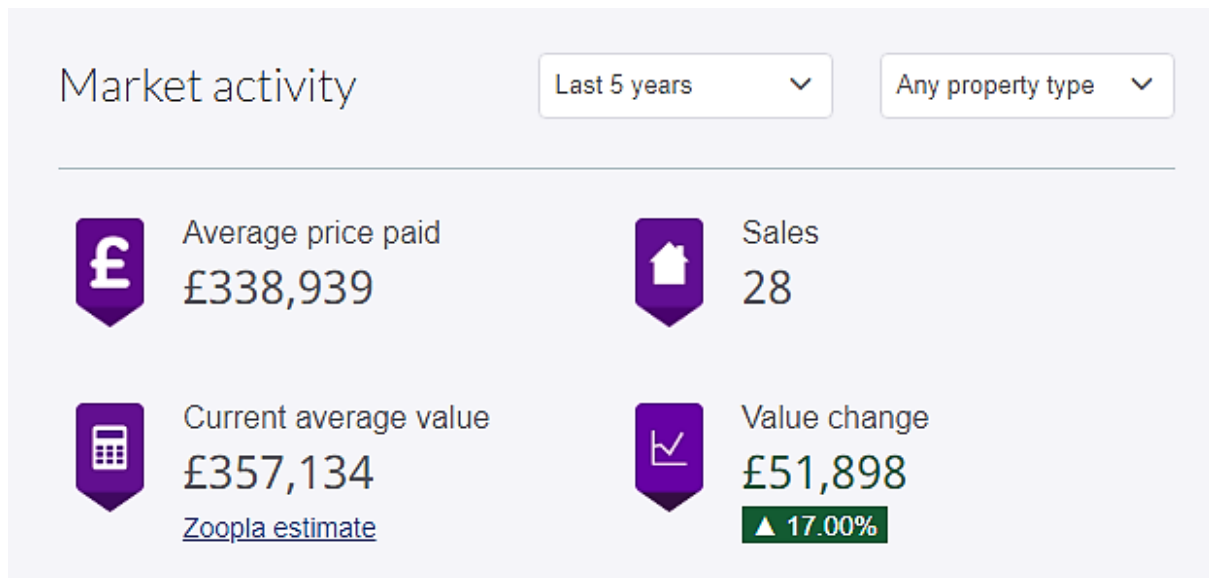 Market activity
Last 5 years
Any property type
£
Average price paid
£338,939
Sales
28
Current average value
£357,134
Zoopla estimate
Value change
£51,898
▲ 17.00%